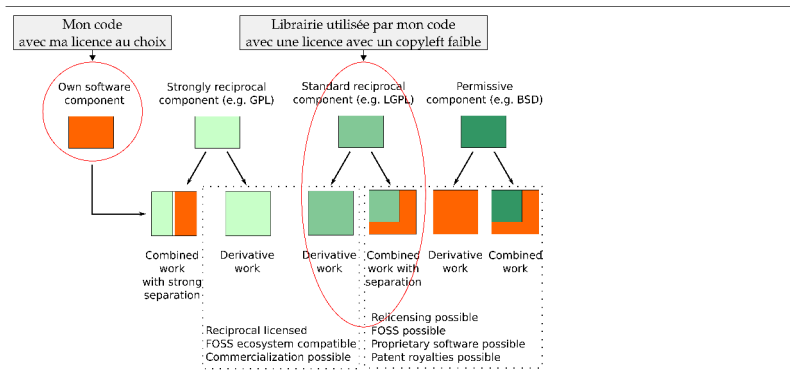 Mon code
avec ma licence au choix
Librairie utilisée par mon code
avec une licence avec un copyleft faible
Own software
component
Strongly reciprocal
component (e.g. GPL)
Standard reciprocal
component (e.g. LGPL)
Permissive
component (e.g. BSD)
Combined
work
with strong
separation
Derivative
work
Derivative
work
Combined
work with
separation
Derivative
work
Combined
work
Reciprocal licensed
FOSS ecosystem compatible
Commercialization possible
Relicensing possible
FOSS possible
Proprietary software possible
Patent royalties possible